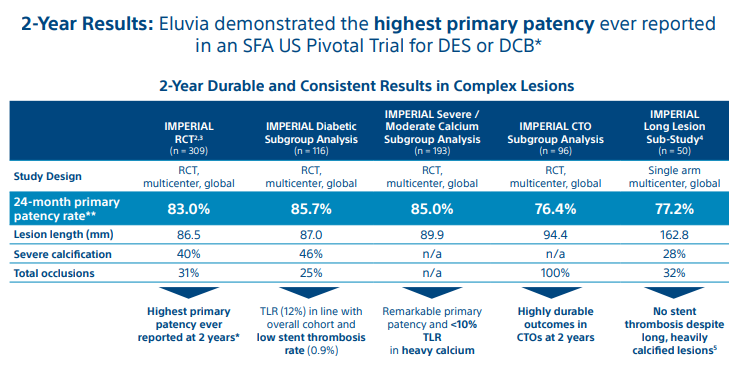 2-Year Results: Eluvia demonstrated the highest primary patency ever reported
in an SFA US Pivotal Trial for DES or DCB*
2-Year Durable and Consistent Results in Complex Lesions
IMPERIAL
RCT2,3
(n = 309)
IMPERIAL Diabetic
Subgroup Analysis
(n = 116)
IMPERIAL Severe /
Moderate Calcium
Subgroup Analysis
(n = 193)
IMPERIAL CTO
Subgroup Analysis
(n = 96)
IMPERIAL
Long Lesion
Sub-Study4
(n = 50)
Study Design
RCT,
multicenter, global
RCT,
multicenter, global
RCT,
multicenter, global
RCT,
multicenter, global
Single arm
multicenter, global
24-month primary
patency rate**
83.0%
85.7%
85.0%
76.4%
77.2%
Lesion length (mm)
86.5
87.0
89.9
94.4
162.8
Severe calcification
40%
46%
n/a
n/a
28%
Total occlusions
31%
25%
n/a
100%
32%
Highest primary
patency ever
reported at 2 years*
TLR (12%) in line with
overall cohort and
low stent thrombosis
rate (0.9%)
Remarkable primary
patency and <10%
TLR
in heavy calcium
Highly durable
outcomes in
CTOs at 2 years
No stent
thrombosis despite
long, heavily
calcified lesions5